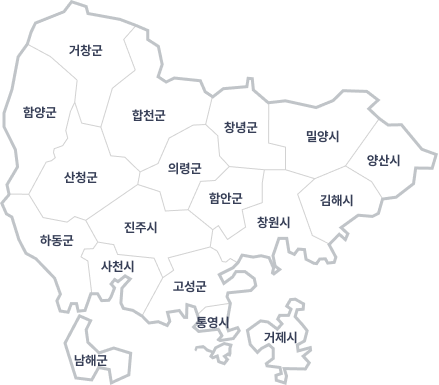 거창군
함양군
합천군
창녕군
밀양시
양산시
의령군
산청군
함안군
김해시
진주시
창원시
하동군
사천시
고성군
통영시
거제시
남해군